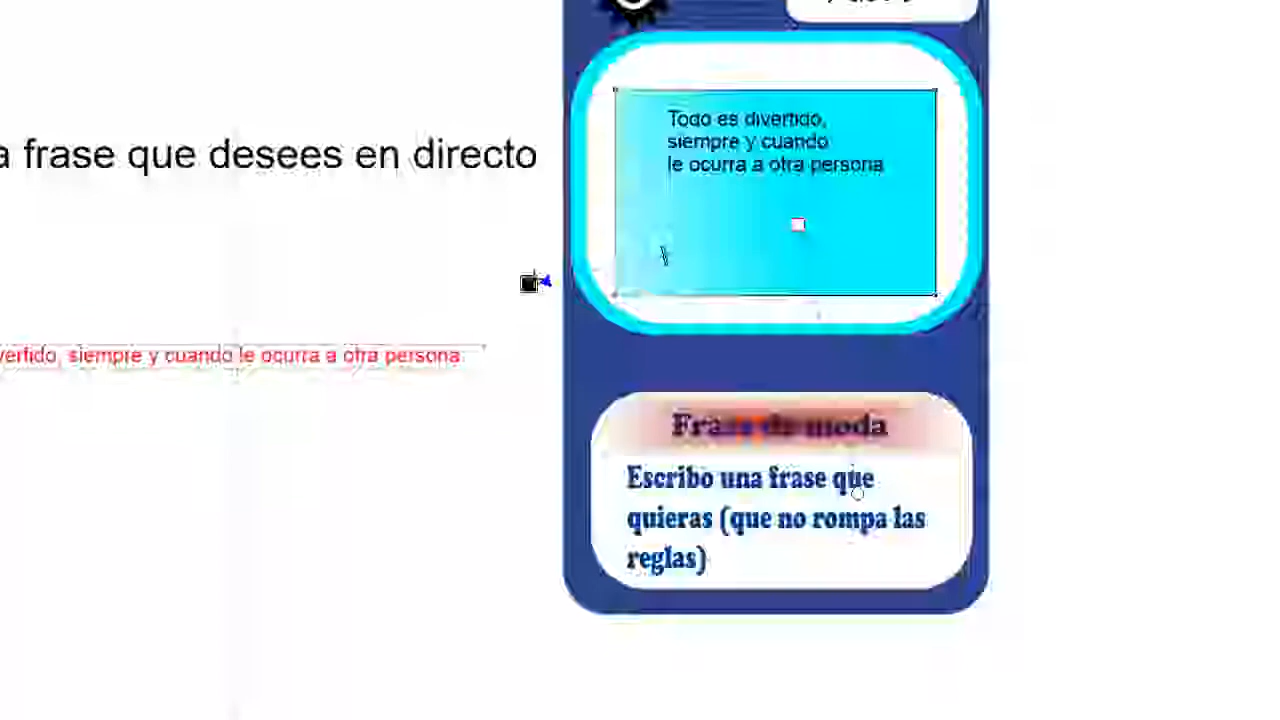 a frase que desees en directo
Todo es divertido,
siempre y cuando
le ocurra a otra persona
siempre y cuando le ocurra a otra persona
Frase de moda
Escribo una frase que
quieras (que no rompa las
reglas)